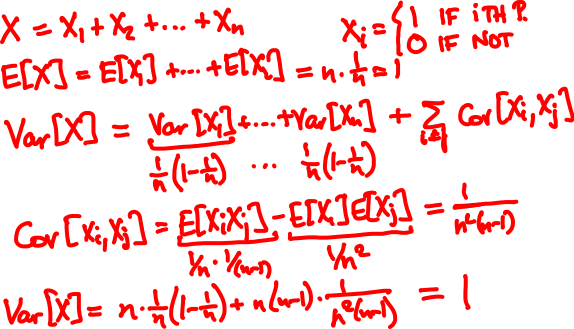 X = X₁ + X₂ + ... + Xₙ   Xᵢ = { 1 IF iTH P. 0 IF NOT
E[X] = E[X₁] + ... + E[Xₙ] = n · 1/n = 1
Var[X] = Var[X₁] + ... + Var[Xₙ] + Σ_{i≠j} Cov[Xᵢ, Xⱼ]
1/n (1 - 1/n) ... 1/n (1 - 1/n)
Cov[Xᵢ, Xⱼ] = E[XᵢXⱼ] - E[Xᵢ]E[Xⱼ] = 1/(n²(n-1))
1/n · 1/(n-1)   1/n²
Var[X] = n · 1/n (1 - 1/n) + n(n-1) · 1/(n²(n-1)) = 1